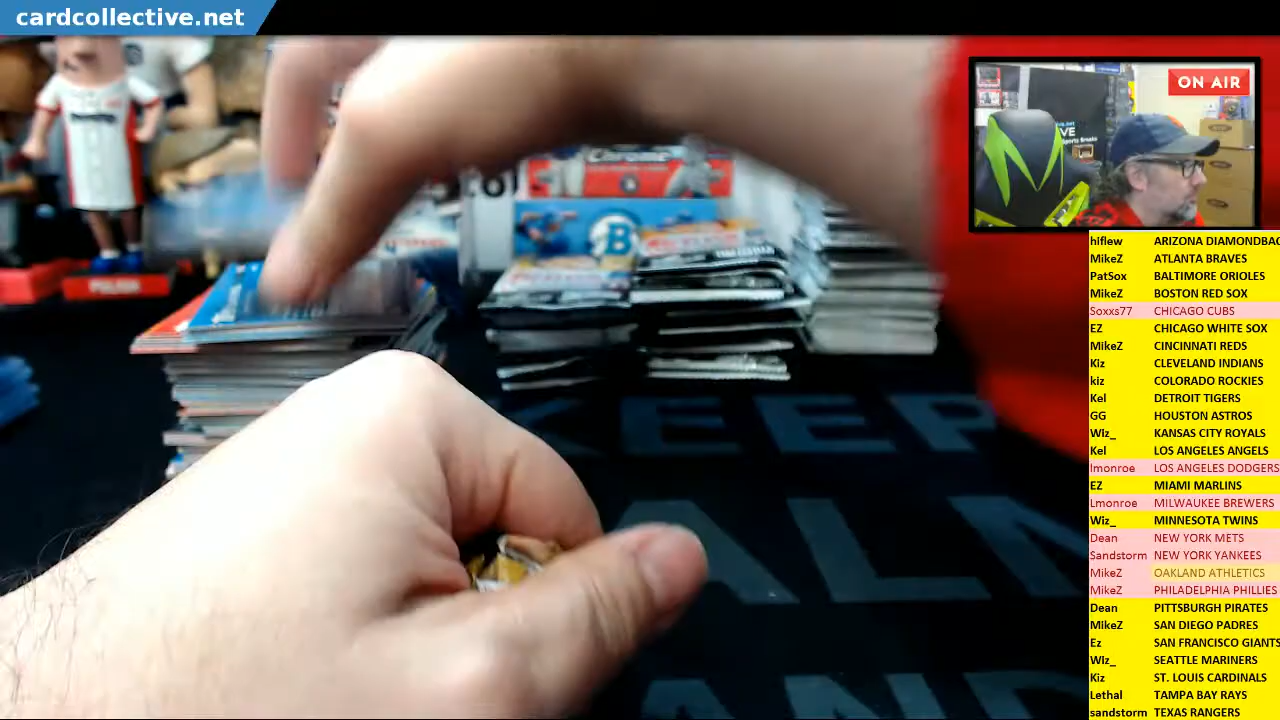 cardcollective.net
ON AIR
Chrome
B
KEEP
CALM
AND
hiflew ARIZONA DIAMONDBAC
MikeZ ATLANTA BRAVES
PatSox BALTIMORE ORIOLES
MikeZ BOSTON RED SOX
Soxxs77 CHICAGO CUBS
EZ CHICAGO WHITE SOX
MikeZ CINCINNATI REDS
Kiz CLEVELAND INDIANS
kiz COLORADO ROCKIES
Kel DETROIT TIGERS
GG HOUSTON ASTROS
Wiz_ KANSAS CITY ROYALS
Kel LOS ANGELES ANGELS
lmonroe LOS ANGELES DODGERS
EZ MIAMI MARLINS
Lmonroe MILWAUKEE BREWERS
Wiz_ MINNESOTA TWINS
Dean NEW YORK METS
Sandstorm NEW YORK YANKEES
MikeZ OAKLAND ATHLETICS
MikeZ PHILADELPHIA PHILLIES
Dean PITTSBURGH PIRATES
MikeZ SAN DIEGO PADRES
Ez SAN FRANCISCO GIANTS
Wiz_ SEATTLE MARINERS
Kiz ST. LOUIS CARDINALS
Lethal TAMPA BAY RAYS
sandstorm TEXAS RANGERS